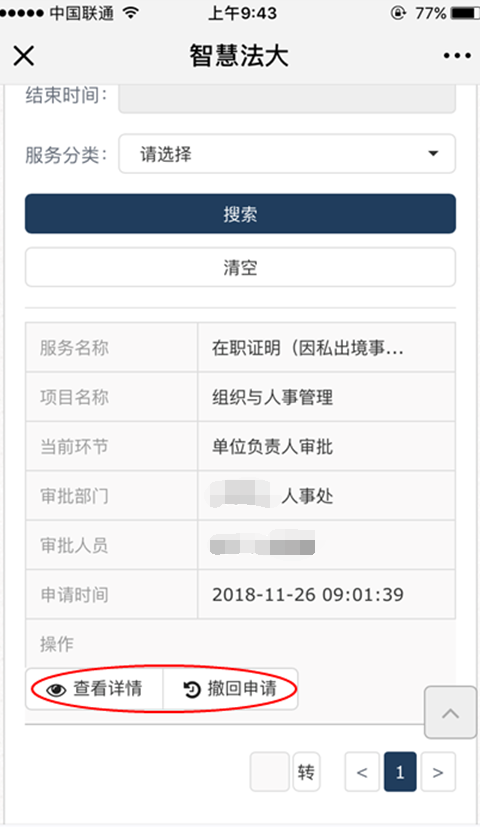 中国联通 上午9:43 77%
智慧法大
结束时间：
服务分类： 请选择
搜索
清空
服务名称 在职证明（因私出境事...
项目名称 组织与人事管理
当前环节 单位负责人审批
审批部门 人事处
审批人员
申请时间 2018-11-26 09:01:39
操作
查看详情 撤回申请
转 < 1 >